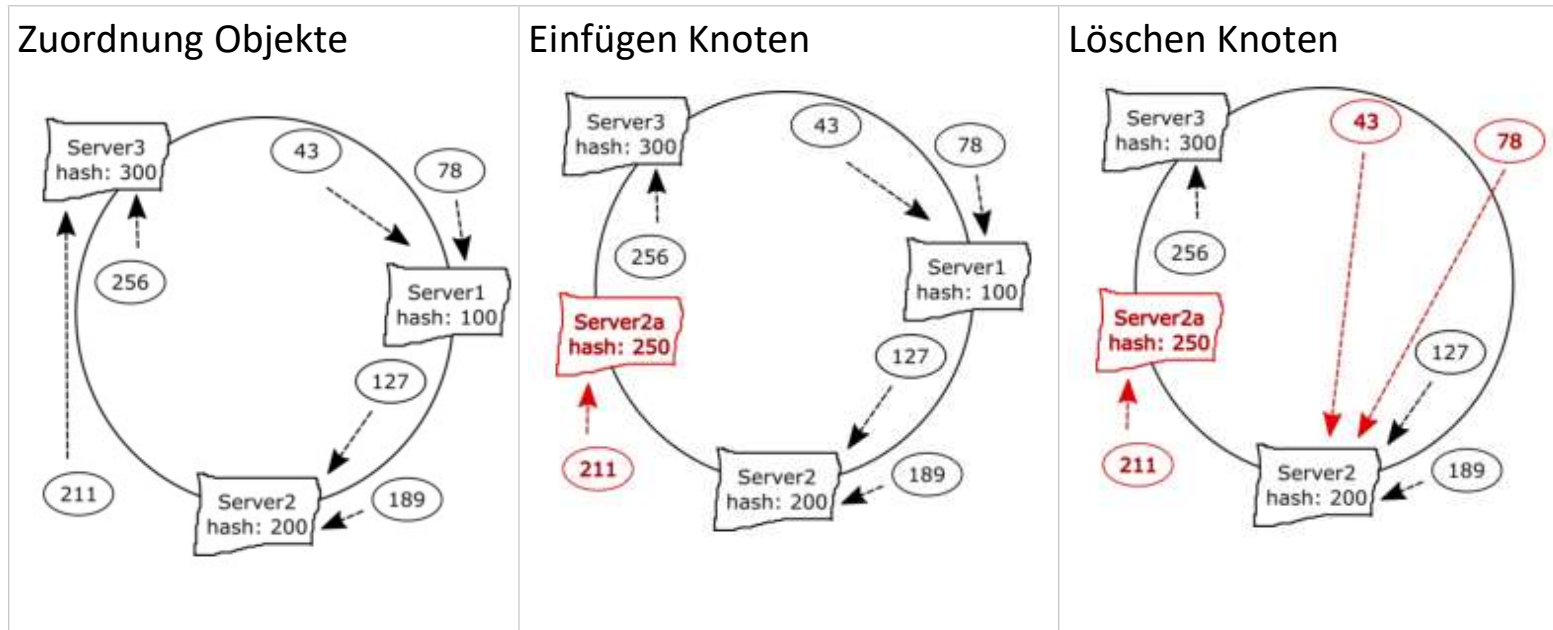 Zuordnung Objekte
Server3
hash: 300
43
78
256
Server1
hash: 100
127
211
Server2
hash: 200
189
Einfügen Knoten
Server3
hash: 300
43
78
256
Server1
hash: 100
Server2a
hash: 250
127
211
Server2
hash: 200
189
Löschen Knoten
Server3
hash: 300
43
78
256
Server2a
hash: 250
127
211
Server2
hash: 200
189